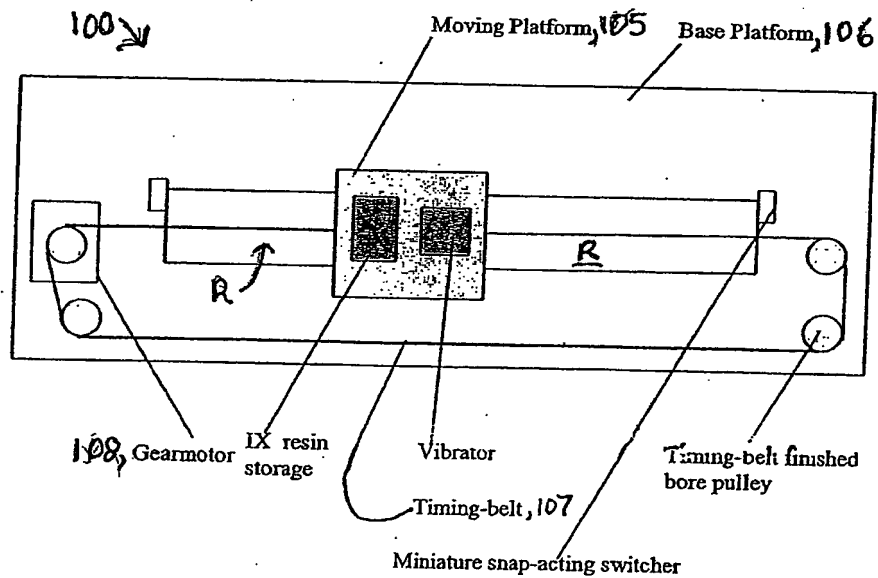 100
Moving Platform, 105
Base Platform, 106
R
R
108, Gearmotor
IX resin
storage
Vibrator
Timing-belt finished
bore pulley
Timing-belt, 107
Miniature snap-acting switcher